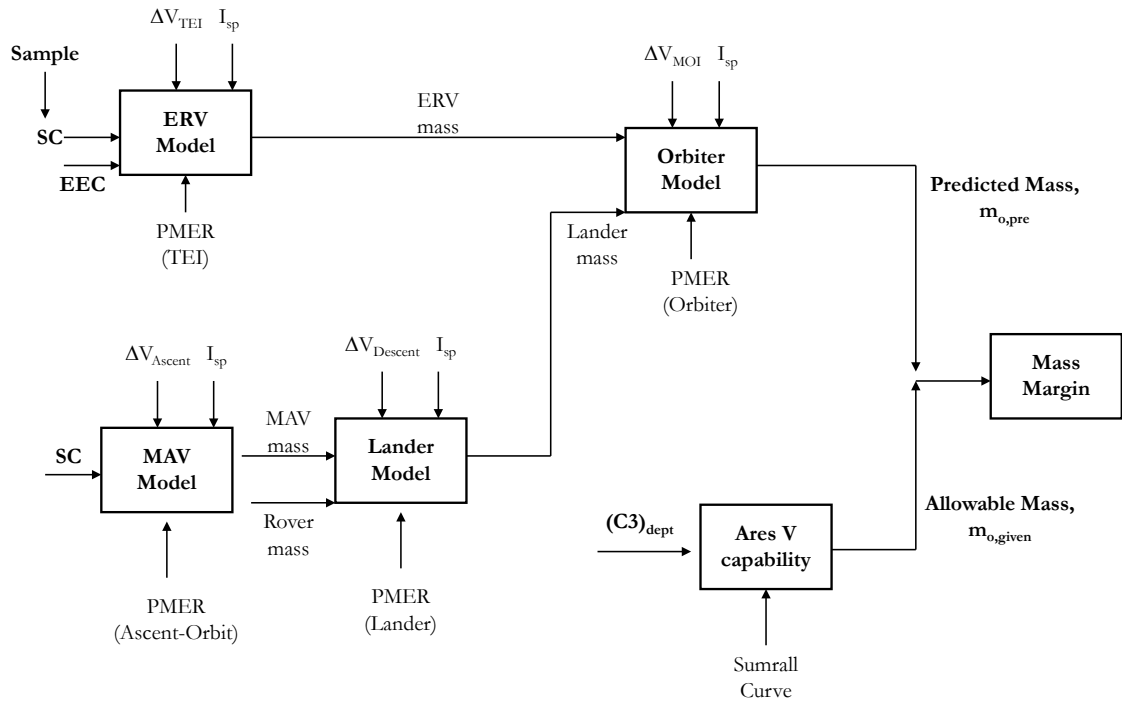 ΔV_TEI
I_sp
Sample
SC
EEC
ERV
Model
PMER
(TEI)
ERV
mass
ΔV_MOI
I_sp
Orbiter
Model
Lander
mass
PMER
(Orbiter)
Predicted Mass,
m_o,pre
ΔV_Ascent
I_sp
SC
MAV
Model
PMER
(Ascent-Orbit)
MAV
mass
Rover
mass
ΔV_Descent
I_sp
Lander
Model
PMER
(Lander)
Mass
Margin
(C3)_dept
Ares V
capability
Allowable Mass,
m_o,given
Sumrall
Curve